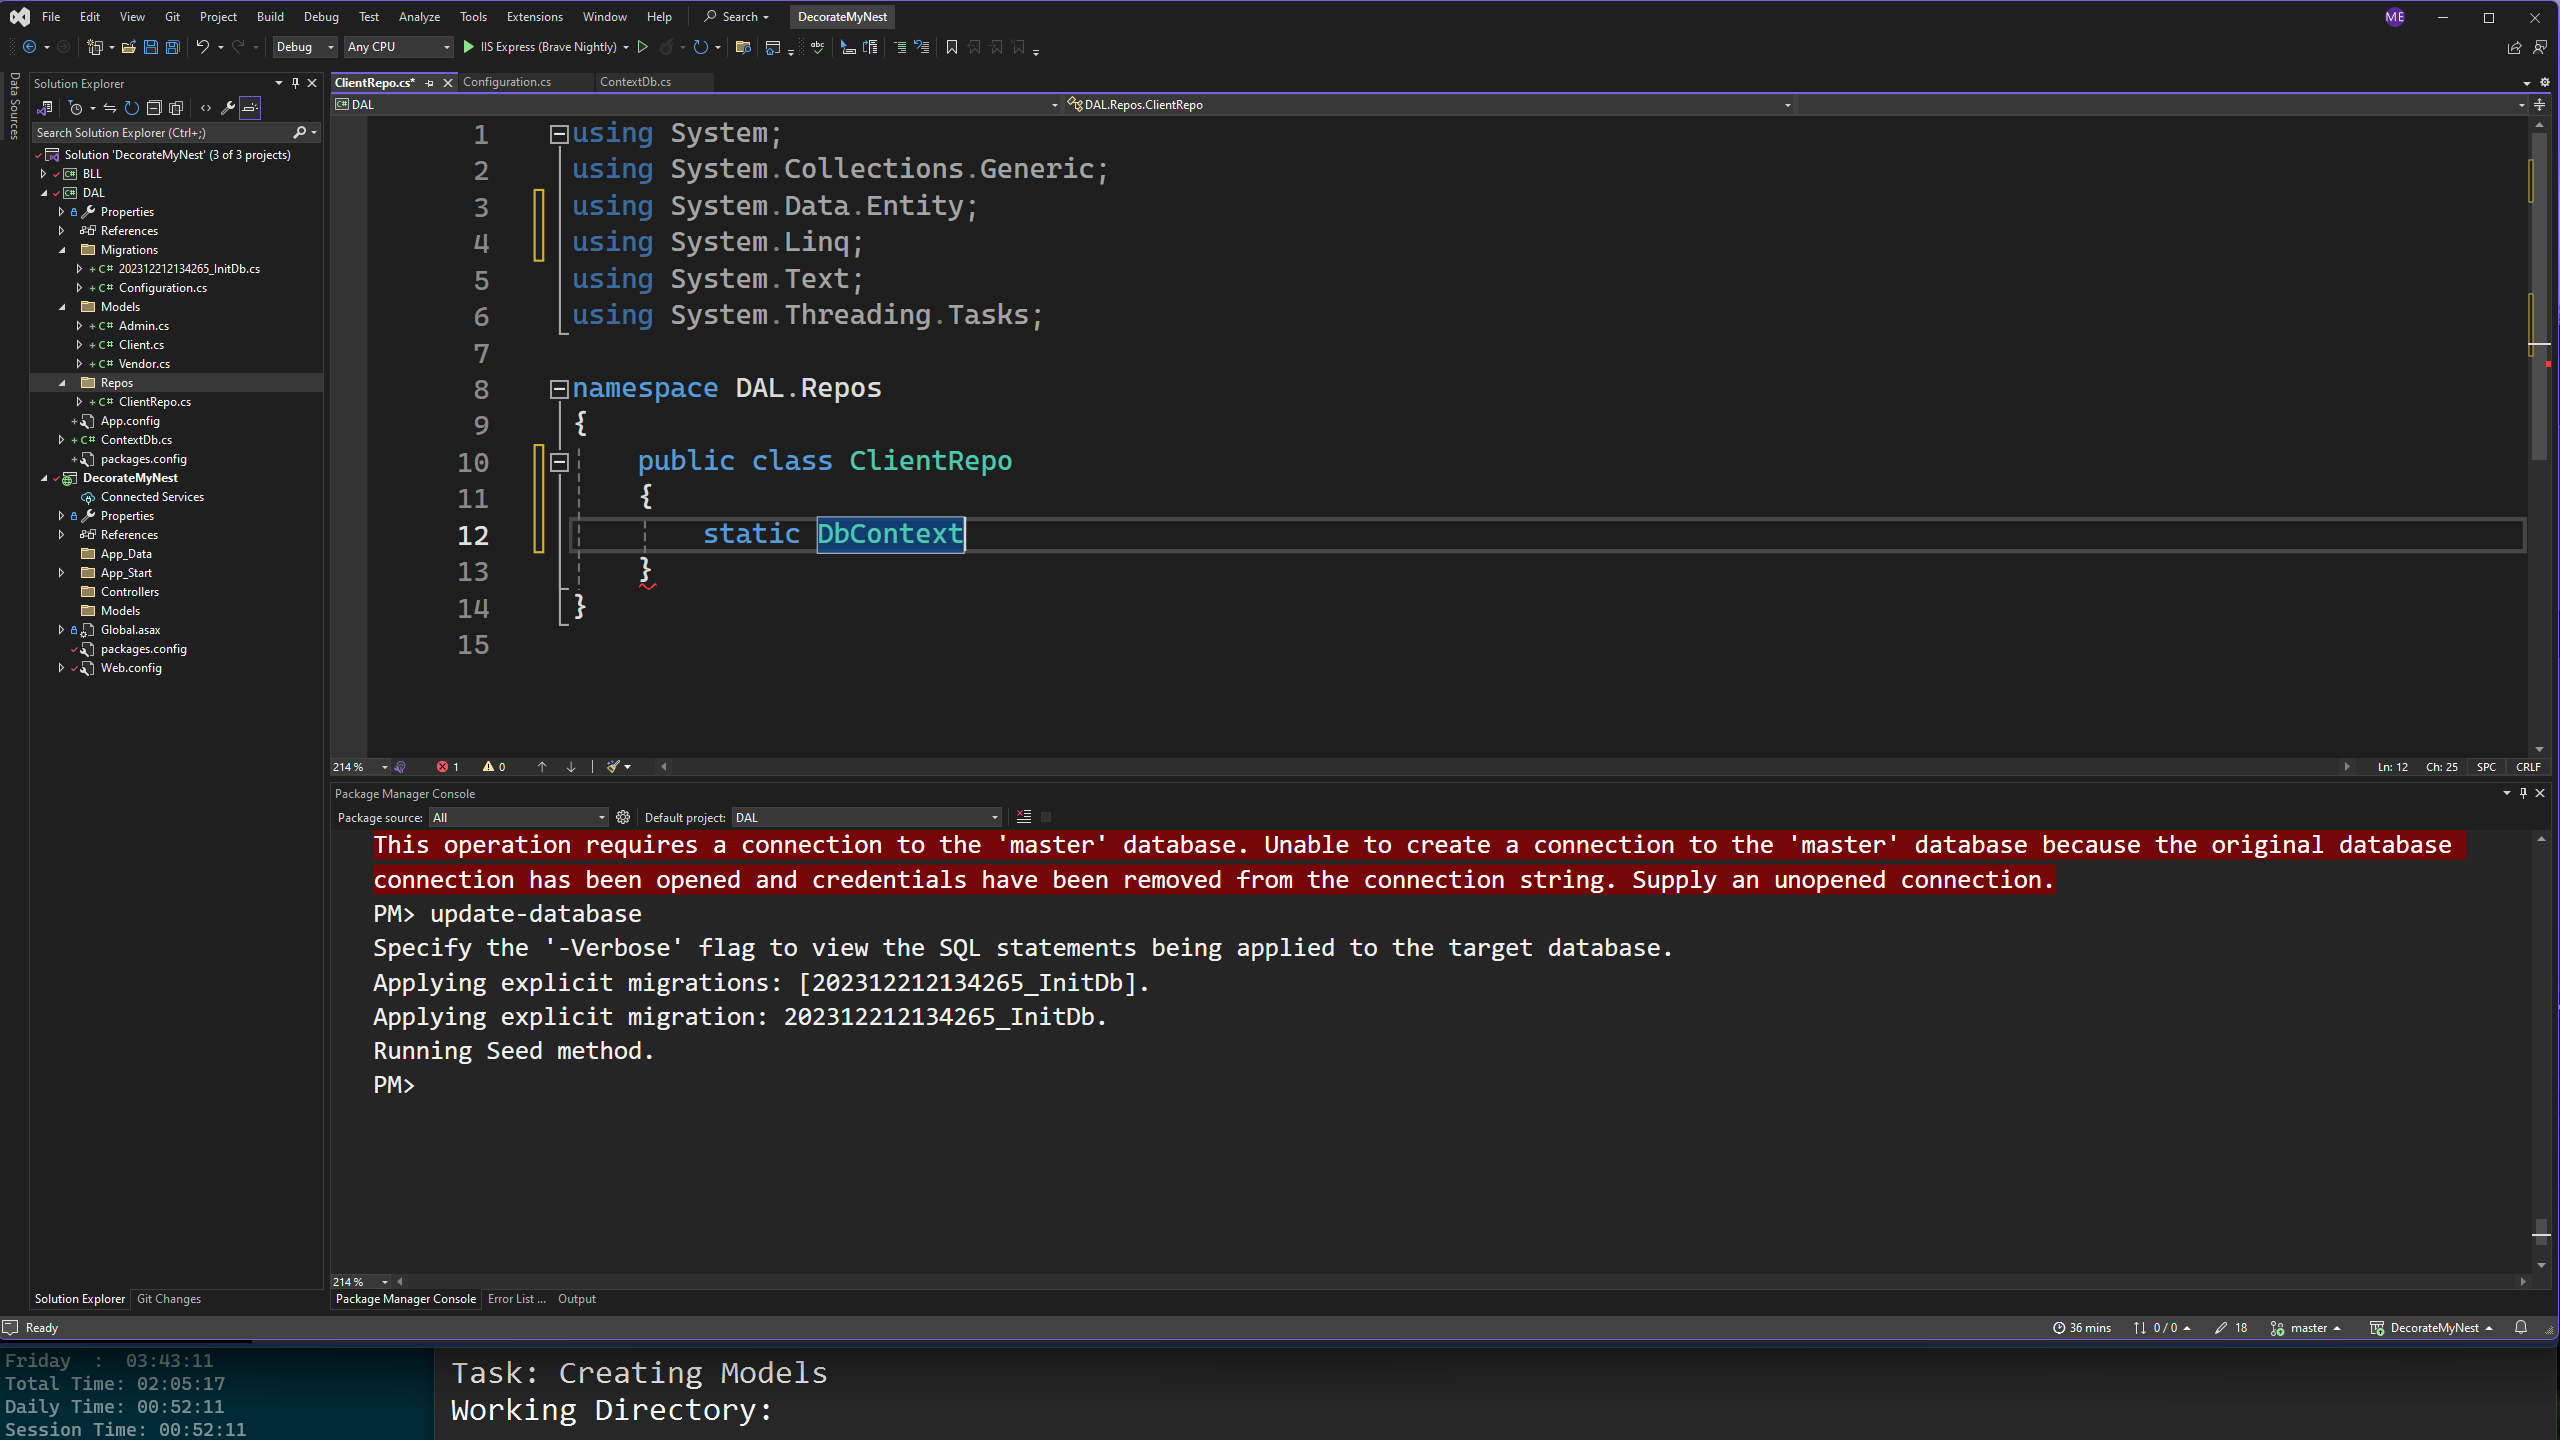 File Edit View Git Project Build Debug Test Analyze Tools Extensions Window Help Search DecorateMyNest ME
Debug Any CPU IIS Express (Brave Nightly)
Data Sources
Solution Explorer
Search Solution Explorer (Ctrl+;)
Solution 'DecorateMyNest' (3 of 3 projects)
BLL
DAL
Properties
References
Migrations
202312212134265_InitDb.cs
Configuration.cs
Models
Admin.cs
Client.cs
Vendor.cs
Repos
ClientRepo.cs
App.config
ContextDb.cs
packages.config
DecorateMyNest
Connected Services
Properties
References
App_Data
App_Start
Controllers
Models
Global.asax
packages.config
Web.config
Solution Explorer Git Changes
ClientRepo.cs* Configuration.cs ContextDb.cs
DAL DAL.Repos.ClientRepo
1 using System;
2 using System.Collections.Generic;
3 using System.Data.Entity;
4 using System.Linq;
5 using System.Text;
6 using System.Threading.Tasks;
7
8 namespace DAL.Repos
9 {
10 public class ClientRepo
11 {
12 static DbContext
13 }
14 }
15
214 % 1 0 Ln: 12 Ch: 25 SPC CRLF
Package Manager Console
Package source: All Default project: DAL
This operation requires a connection to the 'master' database. Unable to create a connection to the 'master' database because the original database
connection has been opened and credentials have been removed from the connection string. Supply an unopened connection.
PM> update-database
Specify the '-Verbose' flag to view the SQL statements being applied to the target database.
Applying explicit migrations: [202312212134265_InitDb].
Applying explicit migration: 202312212134265_InitDb.
Running Seed method.
PM>
214 %
Package Manager Console Error List ... Output
Ready 36 mins 0 / 0 18 master DecorateMyNest
Friday : 03:43:11
Total Time: 02:05:17
Daily Time: 00:52:11
Session Time: 00:52:11
Task: Creating Models
Working Directory: